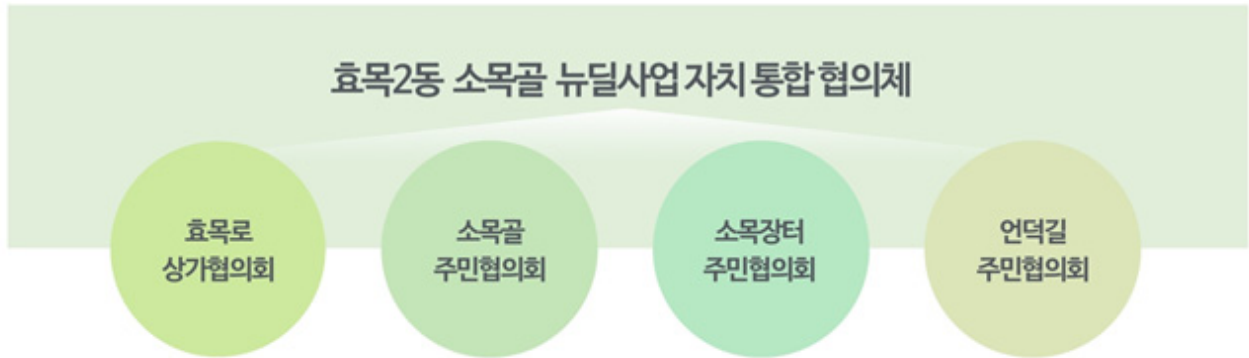 효목2동 소목골 뉴딜사업 자치 통합 협의체
효목로
상가협의회
소목골
주민협의회
소목장터
주민협의회
언덕길
주민협의회